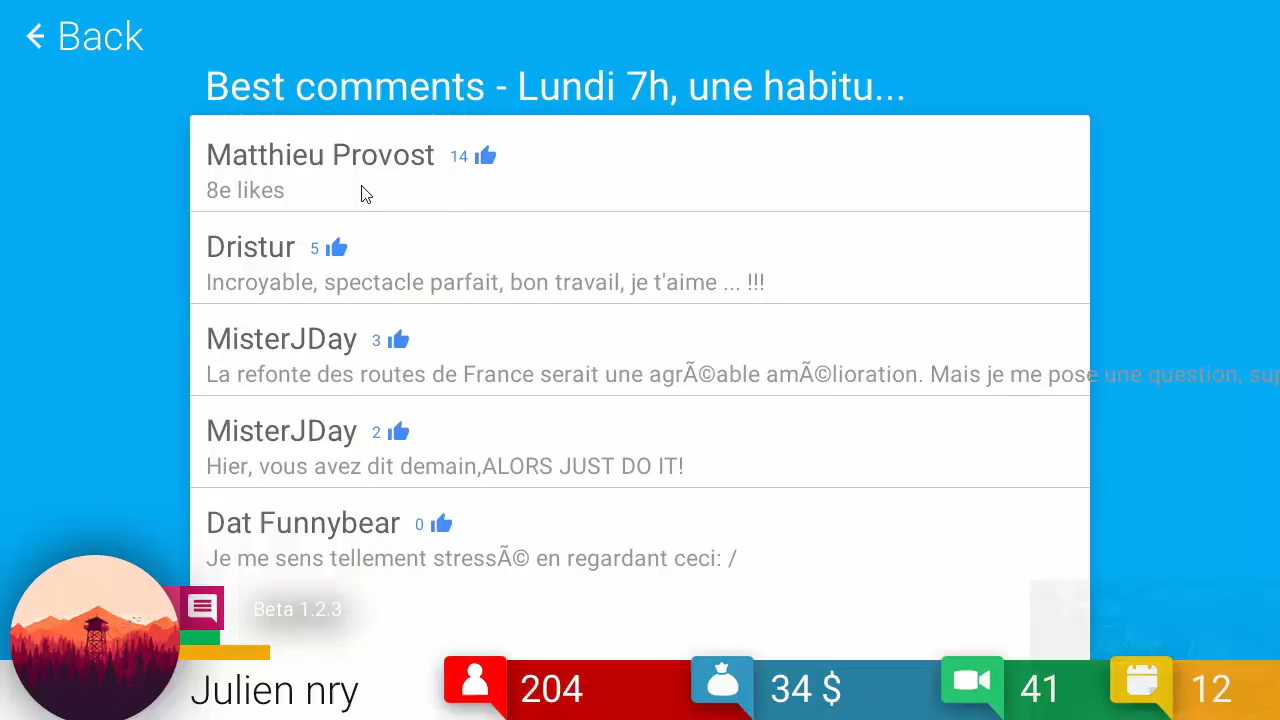 Back
Best comments - Lundi 7h, une habitu...
Matthieu Provost 14
8e likes
Dristur 5
Incroyable, spectacle parfait, bon travail, je t'aime ... !!!
MisterJDay 3
La refonte des routes de France serait une agrÃ©able amÃ©lioration. Mais je me pose une question, sup
MisterJDay 2
Hier, vous avez dit demain,ALORS JUST DO IT!
Dat Funnybear 0
Je me sens tellement stressÃ© en regardant ceci: /
Beta 1.2.3
Julien nry
204
34 $
41
12